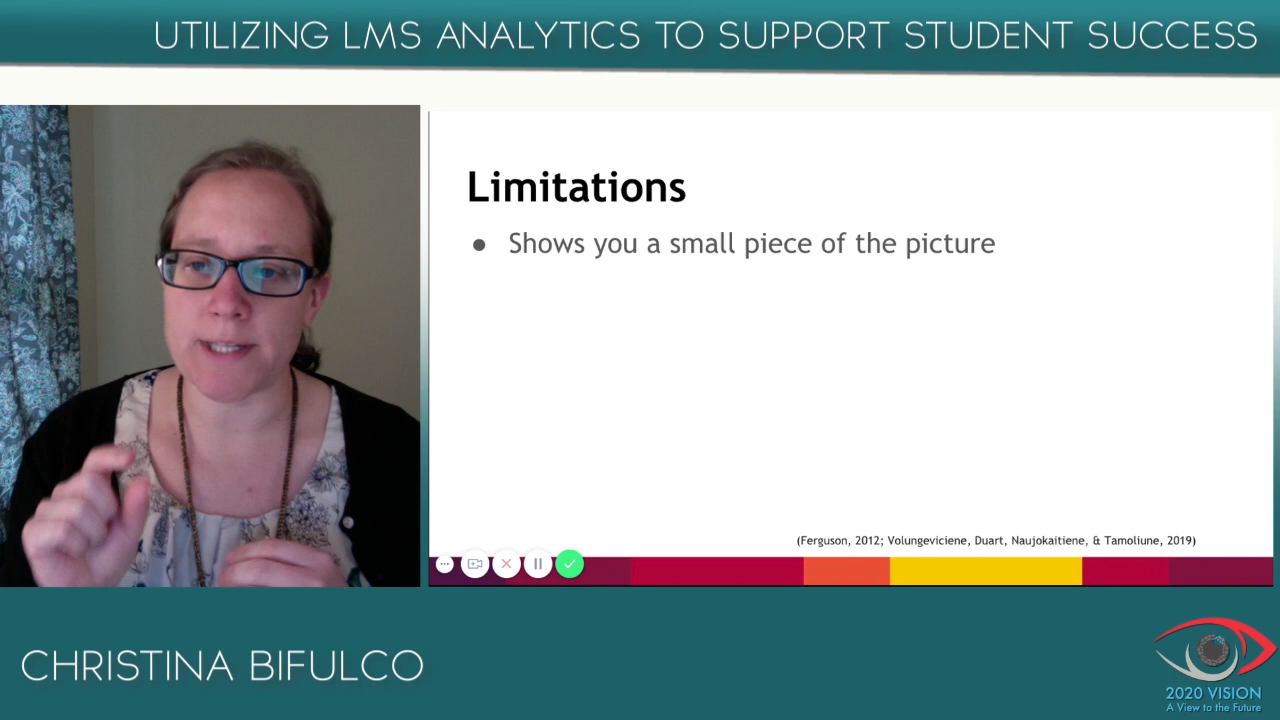 UTILIZING LMS ANALYTICS TO SUPPORT STUDENT SUCCESS
Limitations
● Shows you a small piece of the picture
(Ferguson, 2012; Volungeviciene, Duart, Naujokaitiene, & Tamoliune, 2019)
CHRISTINA BIFULCO
2020 VISION
A View to the Future